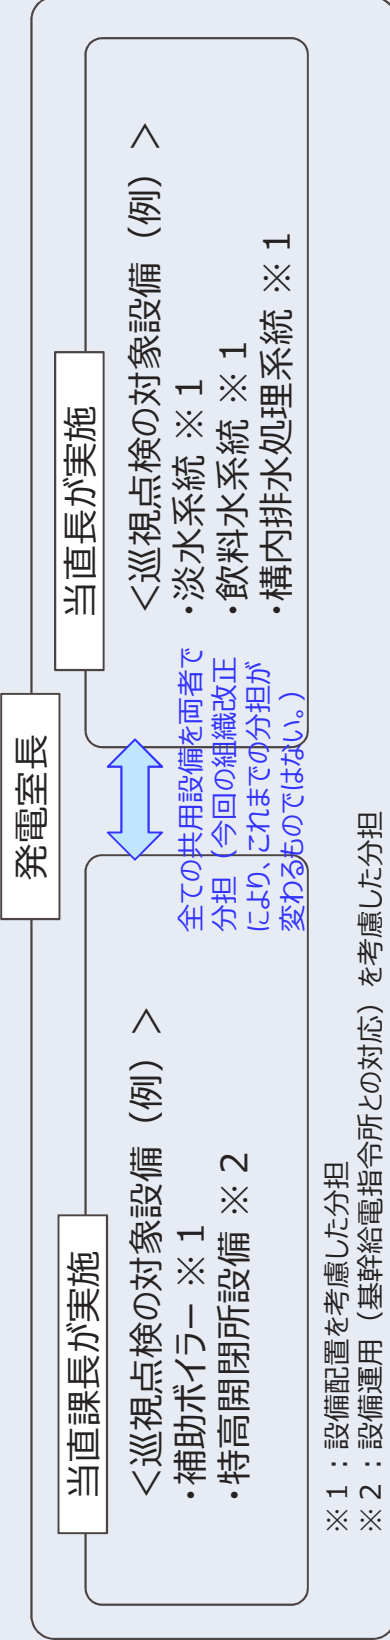 発電室長
当直課長が実施
＜巡視点検の対象設備（例）＞
・補助ボイラー ※１
・特高開閉所設備 ※２
全ての共用設備を両者で
分担（今回の組織改正
により、これまでの分担が
変わるものではない。）
当直長が実施
＜巡視点検の対象設備（例）＞
・淡水系統 ※１
・飲料水系統 ※１
・構内排水処理系統 ※１
※１：設備配置を考慮した分担
※２：設備運用（基幹給電指令所との対応）を考慮した分担